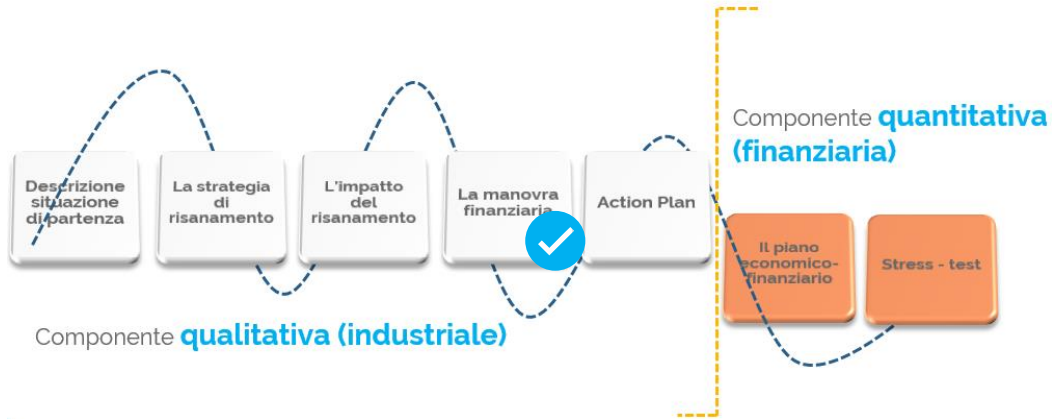 Descrizione
situazione
di partenza
La strategia
di
risanamento
L'impatto
del
risanamento
La manovra
finanziaria
Action Plan
Componente quantitativa
(finanziaria)
Il piano
economico-
finanziario
Stress - test
Componente qualitativa (industriale)